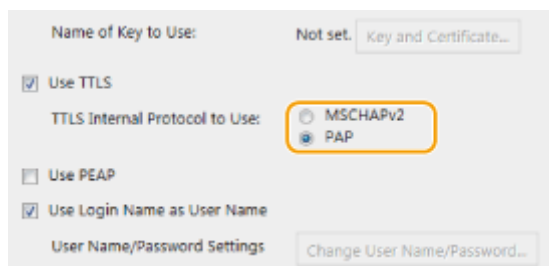 Name of Key to Use: Not set. Key and Certificate...
Use TTLS
TTLS Internal Protocol to Use: MSCHAPv2
PAP
Use PEAP
Use Login Name as User Name
User Name/Password Settings Change User Name/Password...